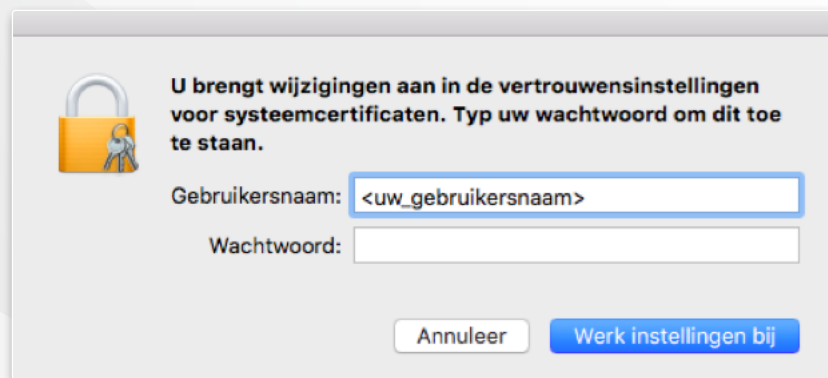 U brengt wijzigingen aan in de vertrouwensinstellingen
voor systeemcertificaten. Typ uw wachtwoord om dit toe
te staan.
Gebruikersnaam: <uw_gebruikersnaam>
Wachtwoord:
Annuleer Werk instellingen bij